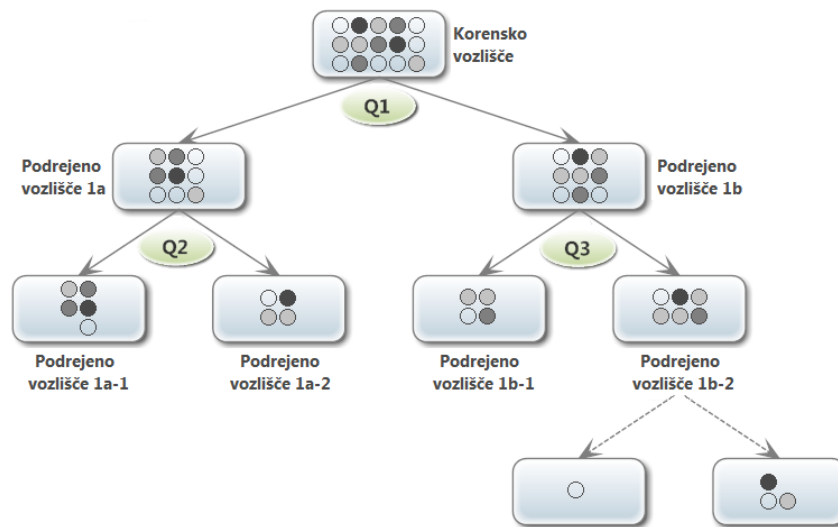 Korensko
vozlišče
Q1
Podrejeno
vozlišče 1a
Podrejeno
vozlišče 1b
Q2
Q3
Podrejeno
vozlišče 1a-1
Podrejeno
vozlišče 1a-2
Podrejeno
vozlišče 1b-1
Podrejeno
vozlišče 1b-2